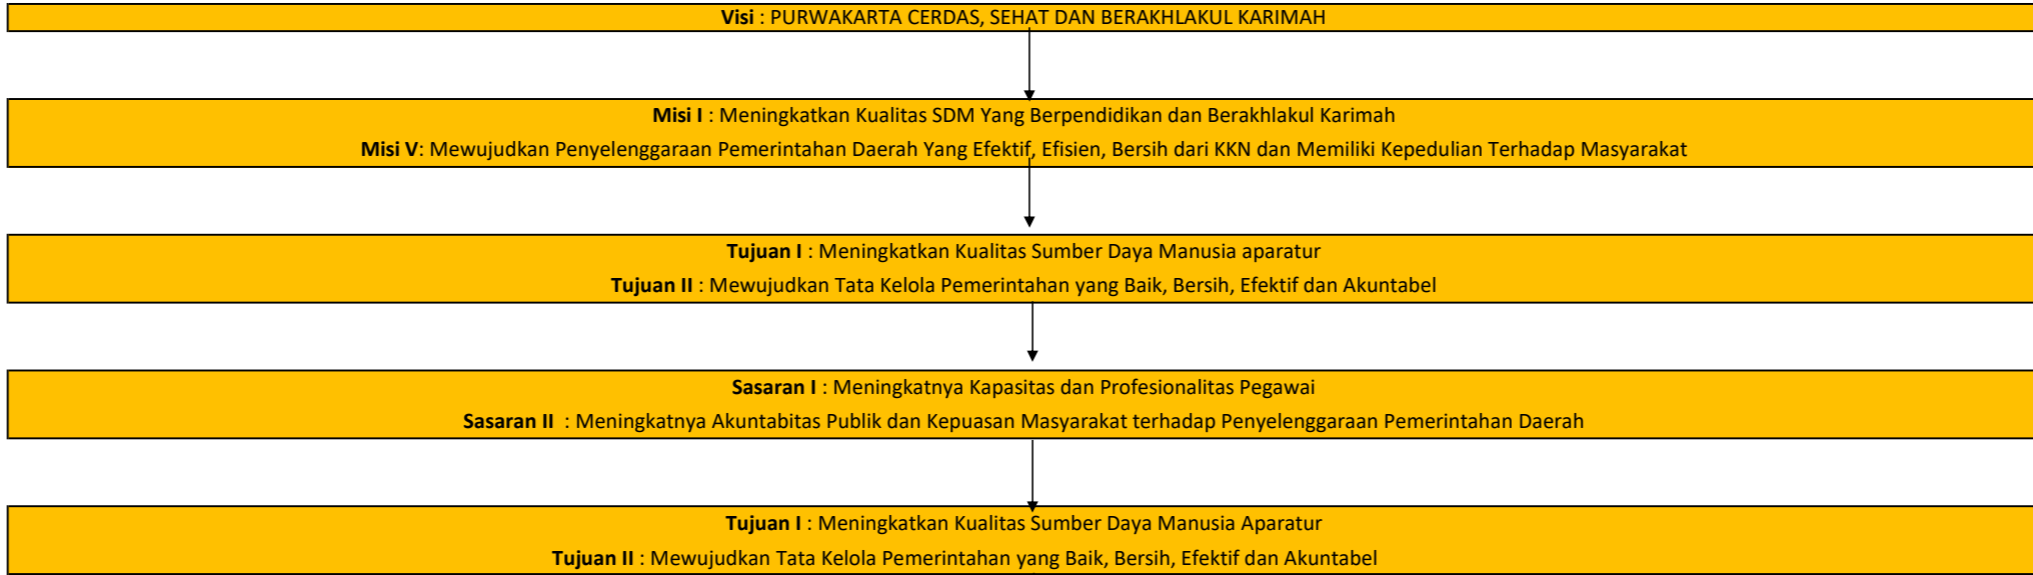 Visi : PURWAKARTA CERDAS, SEHAT DAN BERAKHLAKUL KARIMAH
Misi I : Meningkatkan Kualitas SDM Yang Berpendidikan dan Berakhlakul Karimah
Misi V: Mewujudkan Penyelenggaraan Pemerintahan Daerah Yang Efektif, Efisien, Bersih dari KKN dan Memiliki Kepedulian Terhadap Masyarakat
Tujuan I : Meningkatkan Kualitas Sumber Daya Manusia aparatur
Tujuan II : Mewujudkan Tata Kelola Pemerintahan yang Baik, Bersih, Efektif dan Akuntabel
Sasaran I : Meningkatnya Kapasitas dan Profesionalitas Pegawai
Sasaran II : Meningkatnya Akuntabitas Publik dan Kepuasan Masyarakat terhadap Penyelenggaraan Pemerintahan Daerah
Tujuan I : Meningkatkan Kualitas Sumber Daya Manusia Aparatur
Tujuan II : Mewujudkan Tata Kelola Pemerintahan yang Baik, Bersih, Efektif dan Akuntabel